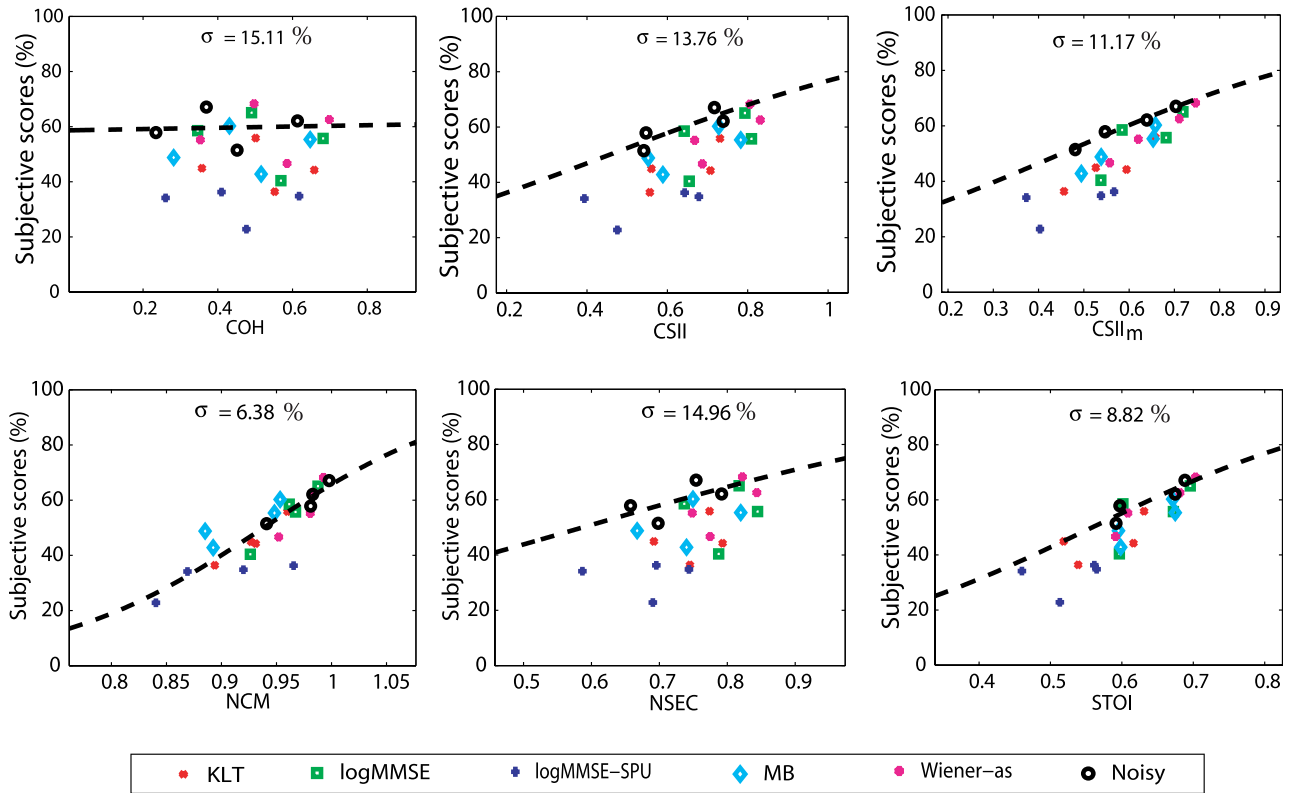 100
80
60
40
20
0
Subjective scores (%)
σ = 15.11 %
0.2 0.4 0.6 0.8
COH
100
80
60
40
20
0
Subjective scores (%)
σ = 13.76 %
0.2 0.4 0.6 0.8 1
CSII
100
80
60
40
20
0
Subjective scores (%)
σ = 11.17 %
0.2 0.3 0.4 0.5 0.6 0.7 0.8 0.9
CSIIm
100
80
60
40
20
0
Subjective scores (%)
σ = 6.38 %
0.8 0.85 0.9 0.95 1 1.05
NCM
100
80
60
40
20
0
Subjective scores (%)
σ = 14.96 %
0.5 0.6 0.7 0.8 0.9
NSEC
100
80
60
40
20
0
Subjective scores (%)
σ = 8.82 %
0.4 0.5 0.6 0.7 0.8
STOI
KLT logMMSE logMMSE−SPU MB Wiener−as Noisy